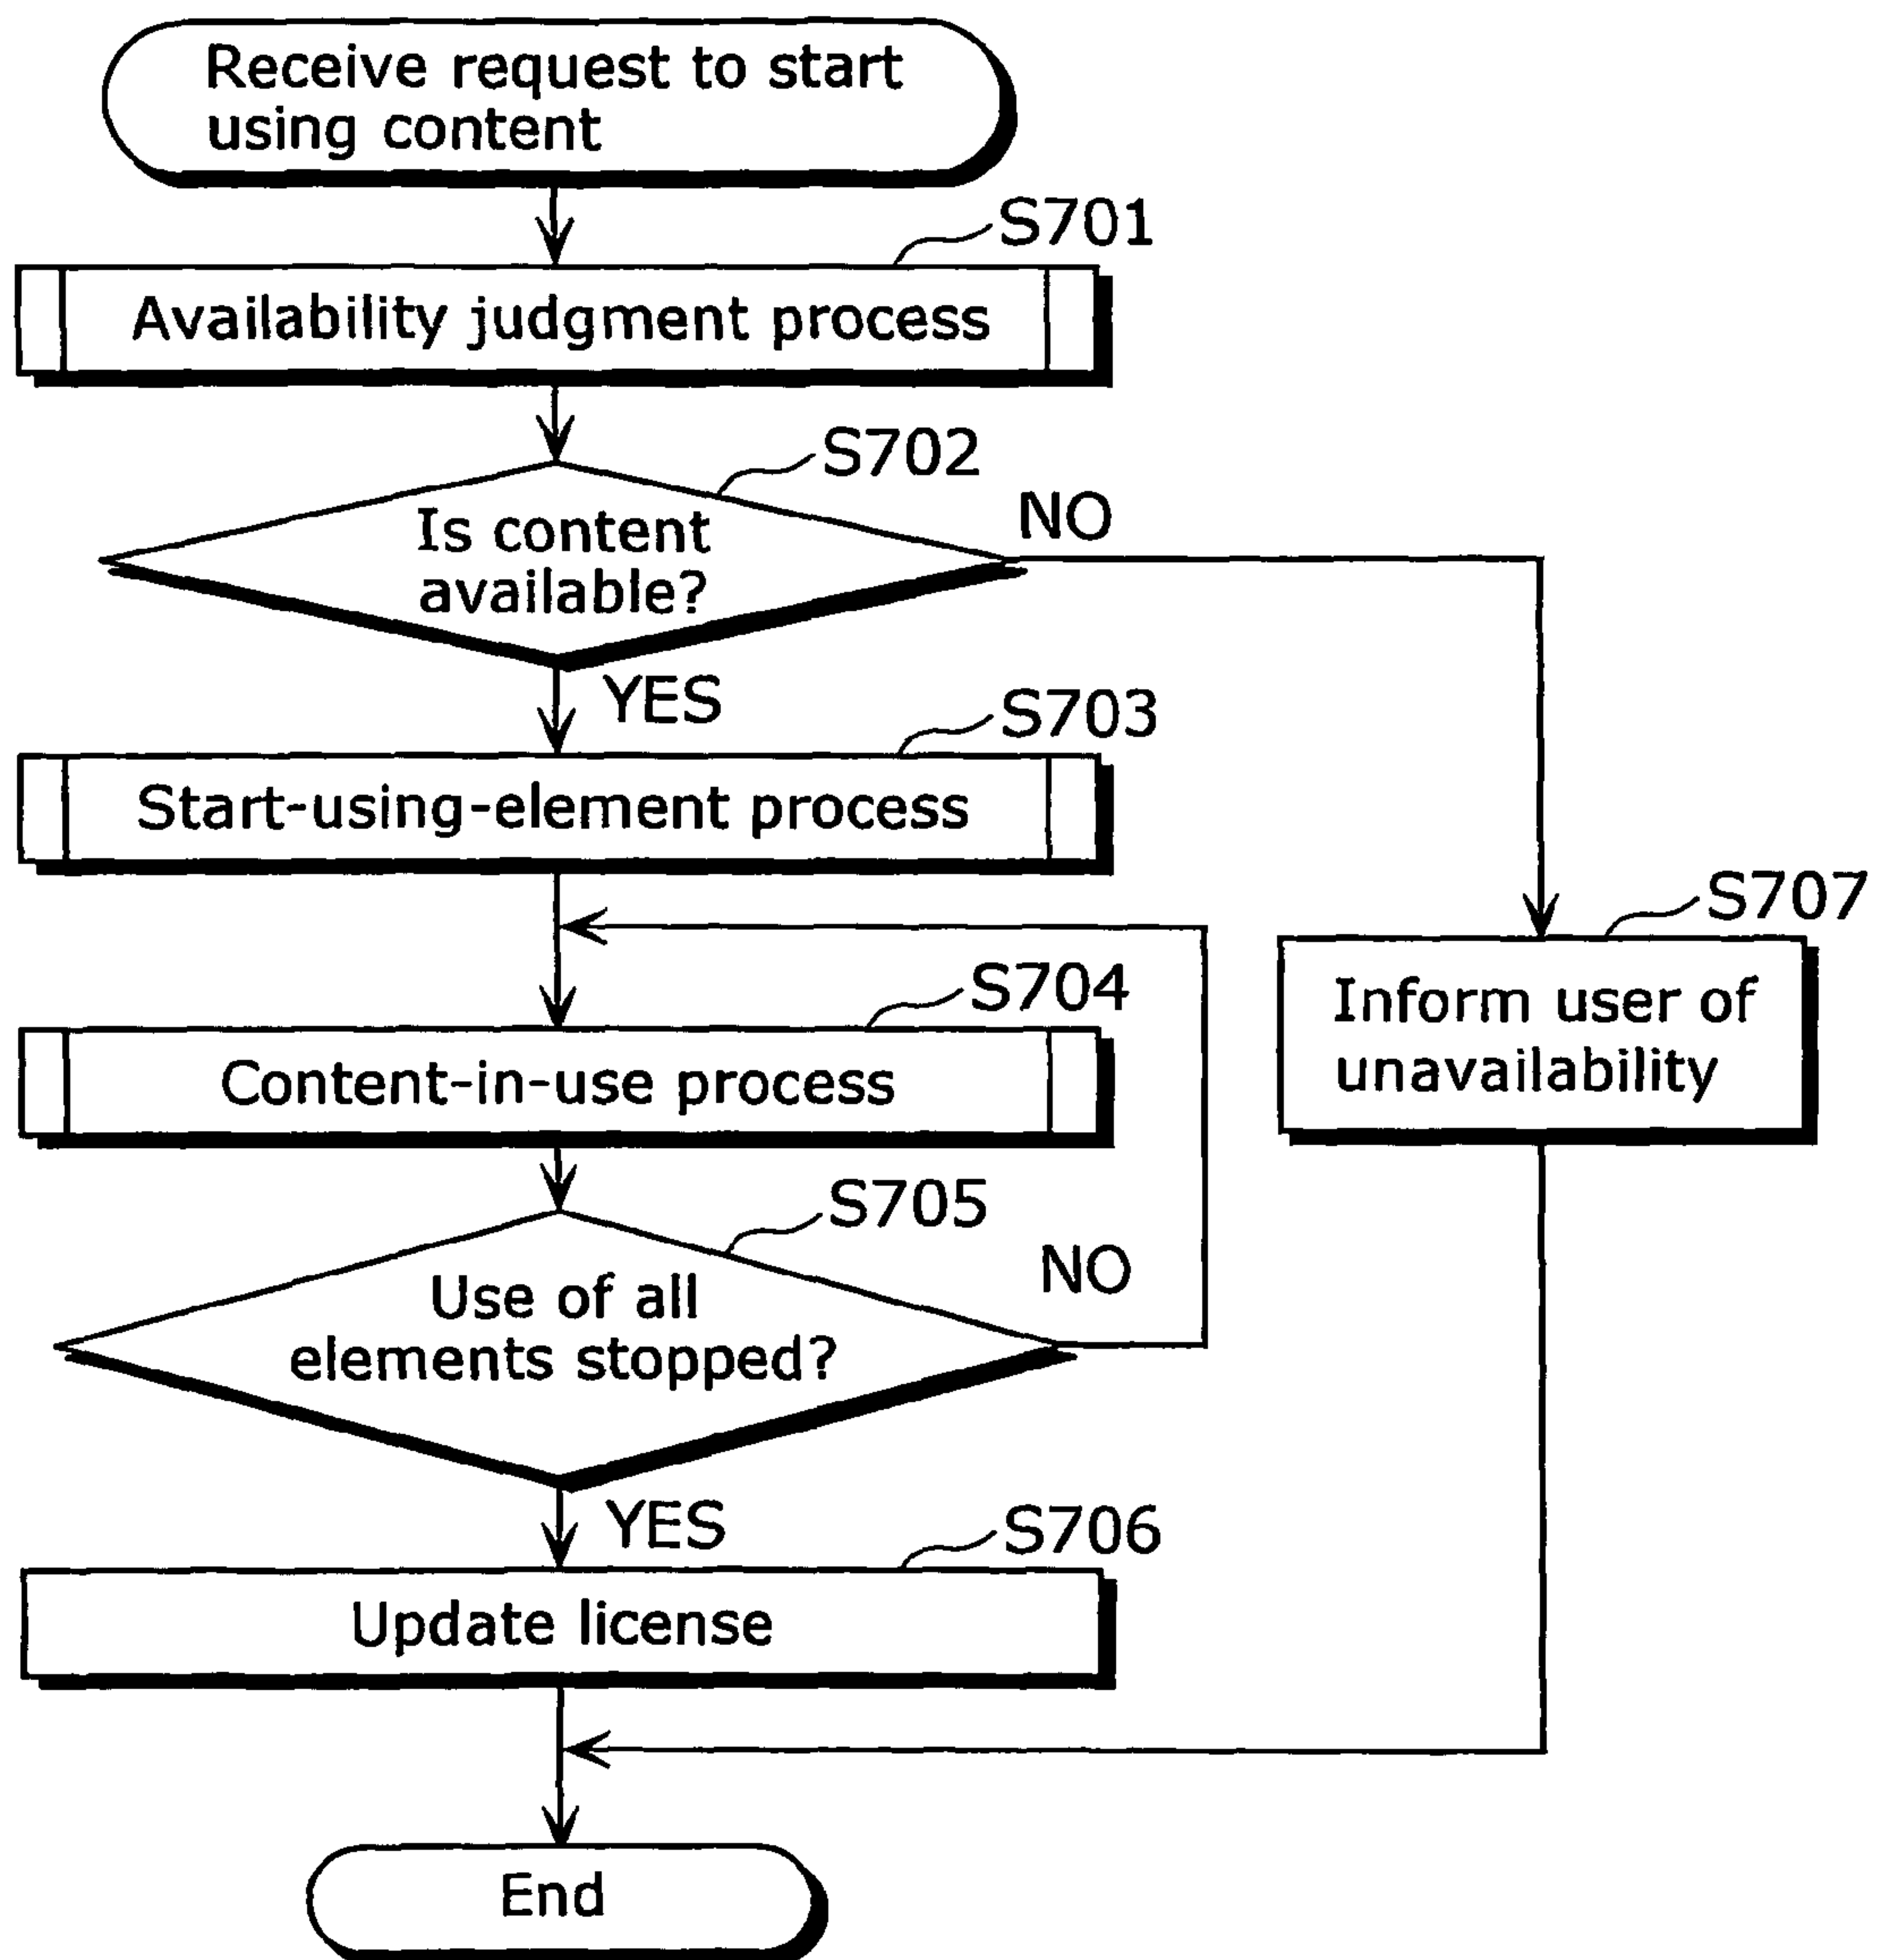 Receive request to start
using content
S701
Availability judgment process
S702
Is content
available?
NO
YES
S703
Start-using-element process
S707
Inform user of
unavailability
S704
Content-in-use process
S705
Use of all
elements stopped?
NO
YES
S706
Update license
End